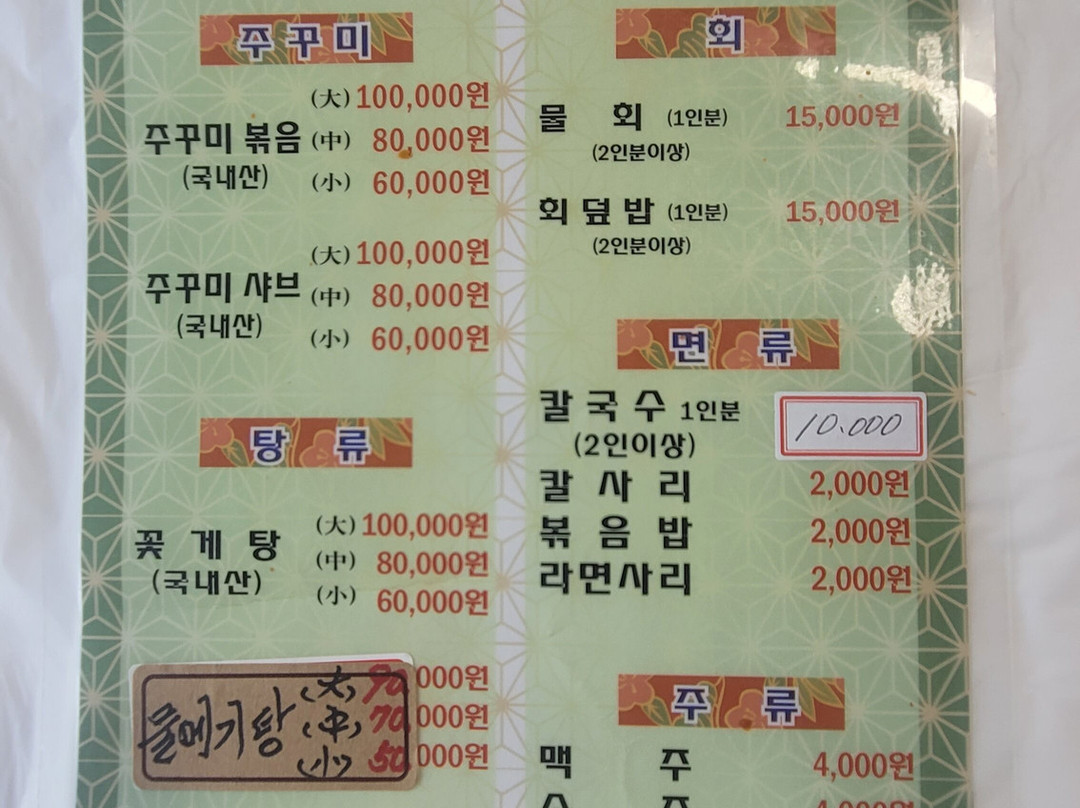 주꾸미
주꾸미 볶음 (大) 100,000원
(中) 80,000원
(국내산)
(小) 60,000원
주꾸미 샤브 (大) 100,000원
(中) 80,000원
(국내산)
(小) 60,000원
탕 류
꽃 게 탕 (大) 100,000원
(中) 80,000원
(국내산)
(小) 60,000원
물메기탕 (大) 90,000원
(中) 70,000원
(小) 50,000원
회
물 회 (1인분) 15,000원
(2인분이상)
회 덮 밥 (1인분) 15,000원
(2인분이상)
면 류
칼 국 수 1인분 10.000
(2인이상)
칼 사 리 2,000원
볶 음 밥 2,000원
라면사리 2,000원
주 류
맥 주 4,000원